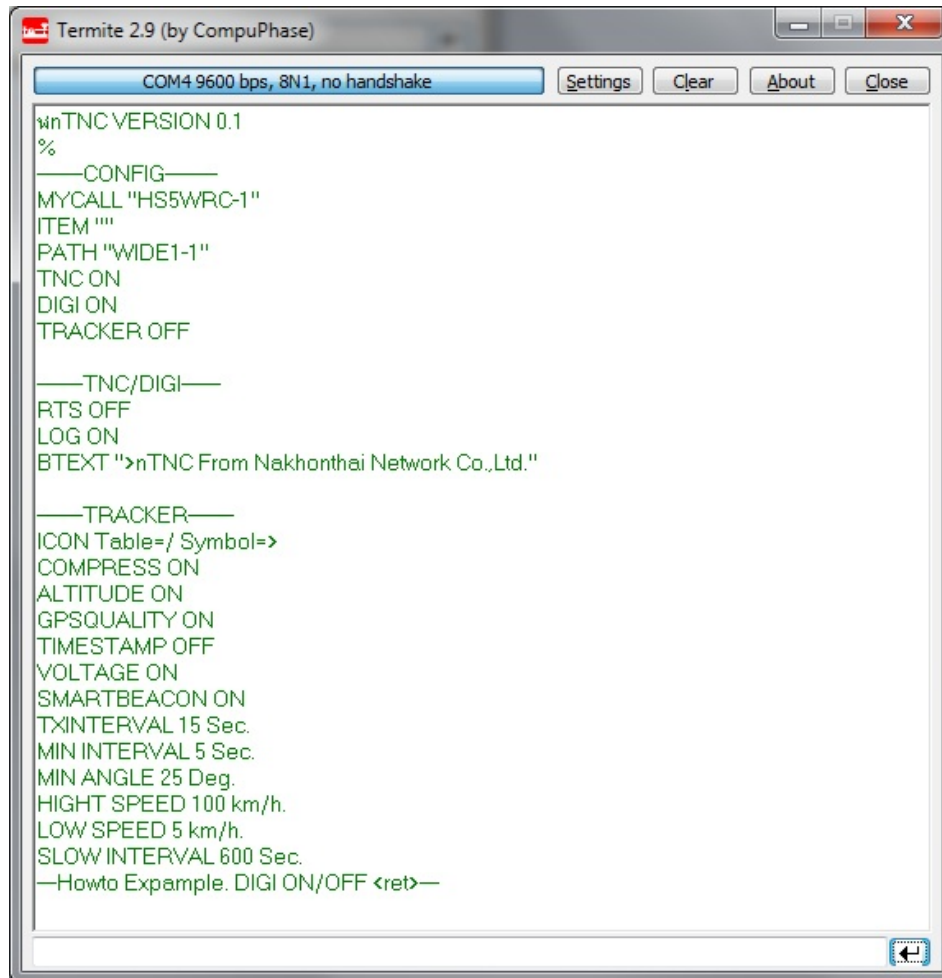 Termite 2.9 (by CompuPhase)
COM4 9600 bps, 8N1, no handshake
Settings
Clear
About
Close
พnTNC VERSION 0.1
%
——CONFIG——
MYCALL "HS5WRC-1"
ITEM ""
PATH "WIDE1-1"
TNC ON
DIGI ON
TRACKER OFF
——TNC/DIGI——
RTS OFF
LOG ON
BTEXT ">nTNC From Nakhonthai Network Co.,Ltd."
——TRACKER——
ICON Table=/ Symbol=>
COMPRESS ON
ALTITUDE ON
GPSQUALITY ON
TIMESTAMP OFF
VOLTAGE ON
SMARTBEACON ON
TXINTERVAL 15 Sec.
MIN INTERVAL 5 Sec.
MIN ANGLE 25 Deg.
HIGHT SPEED 100 km/h.
LOW SPEED 5 km/h.
SLOW INTERVAL 600 Sec.
—Howto Expample. DIGI ON/OFF <ret>—